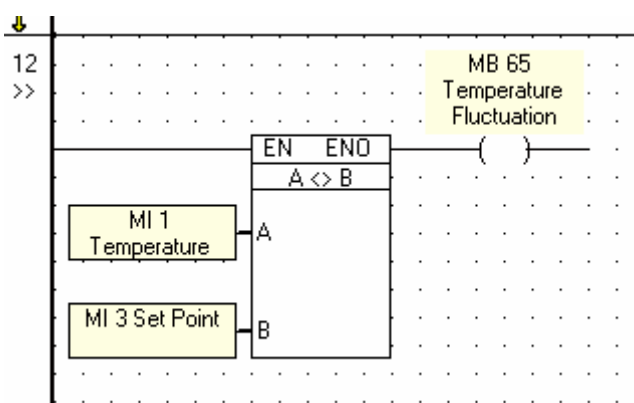 12
>>
MB 65
Temperature
Fluctuation
EN ENO
A <> B
MI 1
Temperature
A
MI 3 Set Point
B